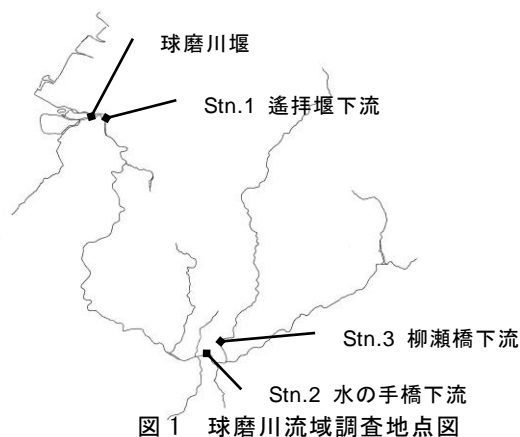 球磨川堰
Stn.1 遙拝堰下流
Stn.3 柳瀬橋下流
Stn.2 水の手橋下流
図1 球磨川流域調査地点図